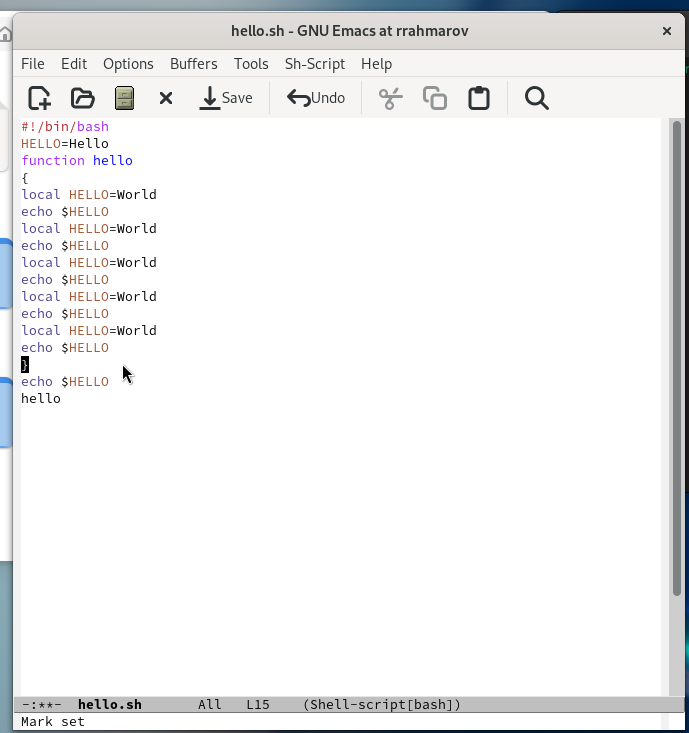 hello.sh - GNU Emacs at rrahmarov
File Edit Options Buffers Tools Sh-Script Help
Save Undo
#!/bin/bash
HELLO=Hello
function hello
{
local HELLO=World
echo $HELLO
local HELLO=World
echo $HELLO
local HELLO=World
echo $HELLO
local HELLO=World
echo $HELLO
local HELLO=World
echo $HELLO
}
echo $HELLO
hello
-:**- hello.sh All L15 (Shell-script[bash])
Mark set